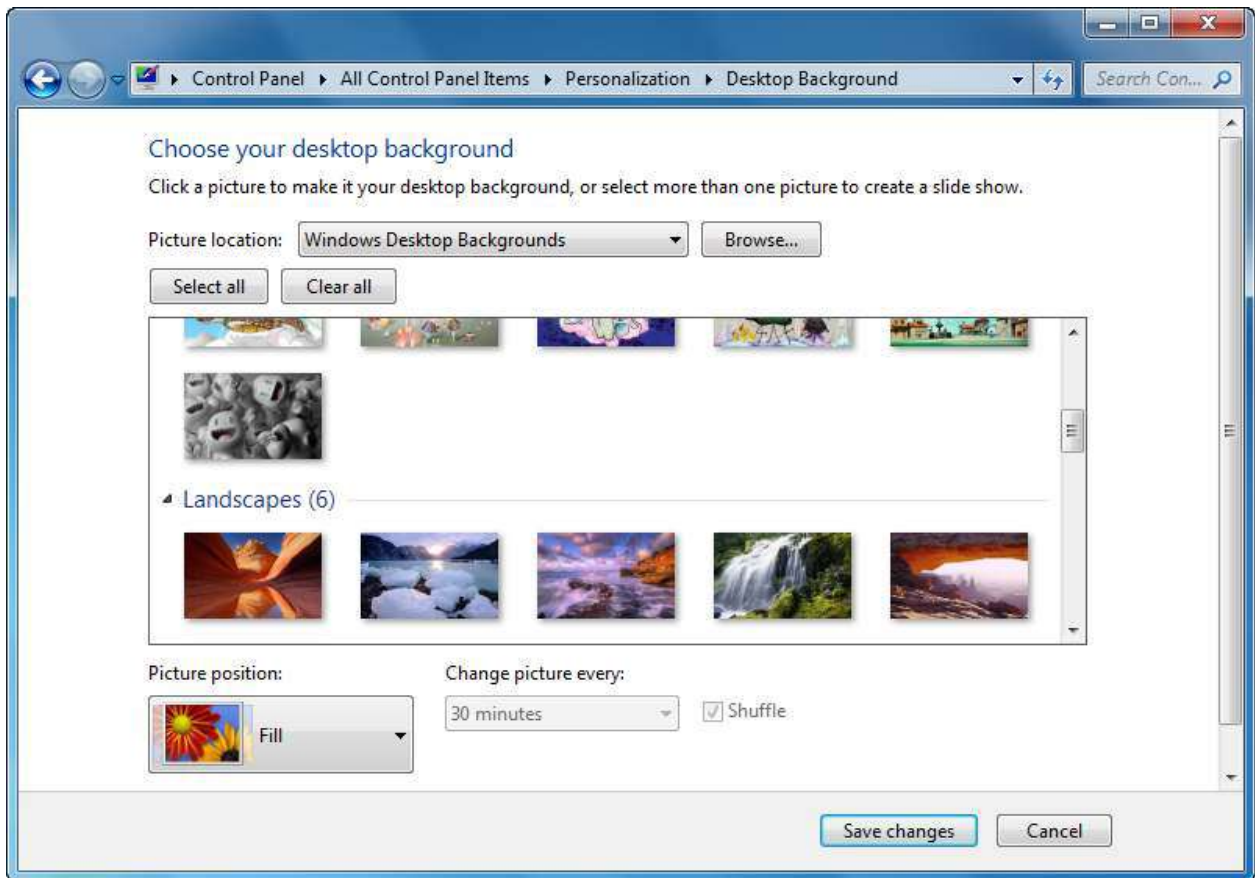 Control Panel ▸ All Control Panel Items ▸ Personalization ▸ Desktop Background
Search Con...
Choose your desktop background
Click a picture to make it your desktop background, or select more than one picture to create a slide show.
Picture location: Windows Desktop Backgrounds Browse...
Select all Clear all
Landscapes (6)
Picture position: Change picture every:
Fill 30 minutes Shuffle
Save changes Cancel